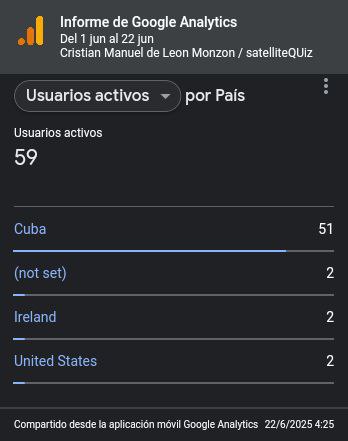 Informe de Google Analytics
Del 1 jun al 22 jun
Cristian Manuel de Leon Monzon / satelliteQUiz
Usuarios activos por País
Usuarios activos
59
Cuba 51
(not set) 2
Ireland 2
United States 2
Compartido desde la aplicación móvil Google Analytics 22/6/2025 4:25